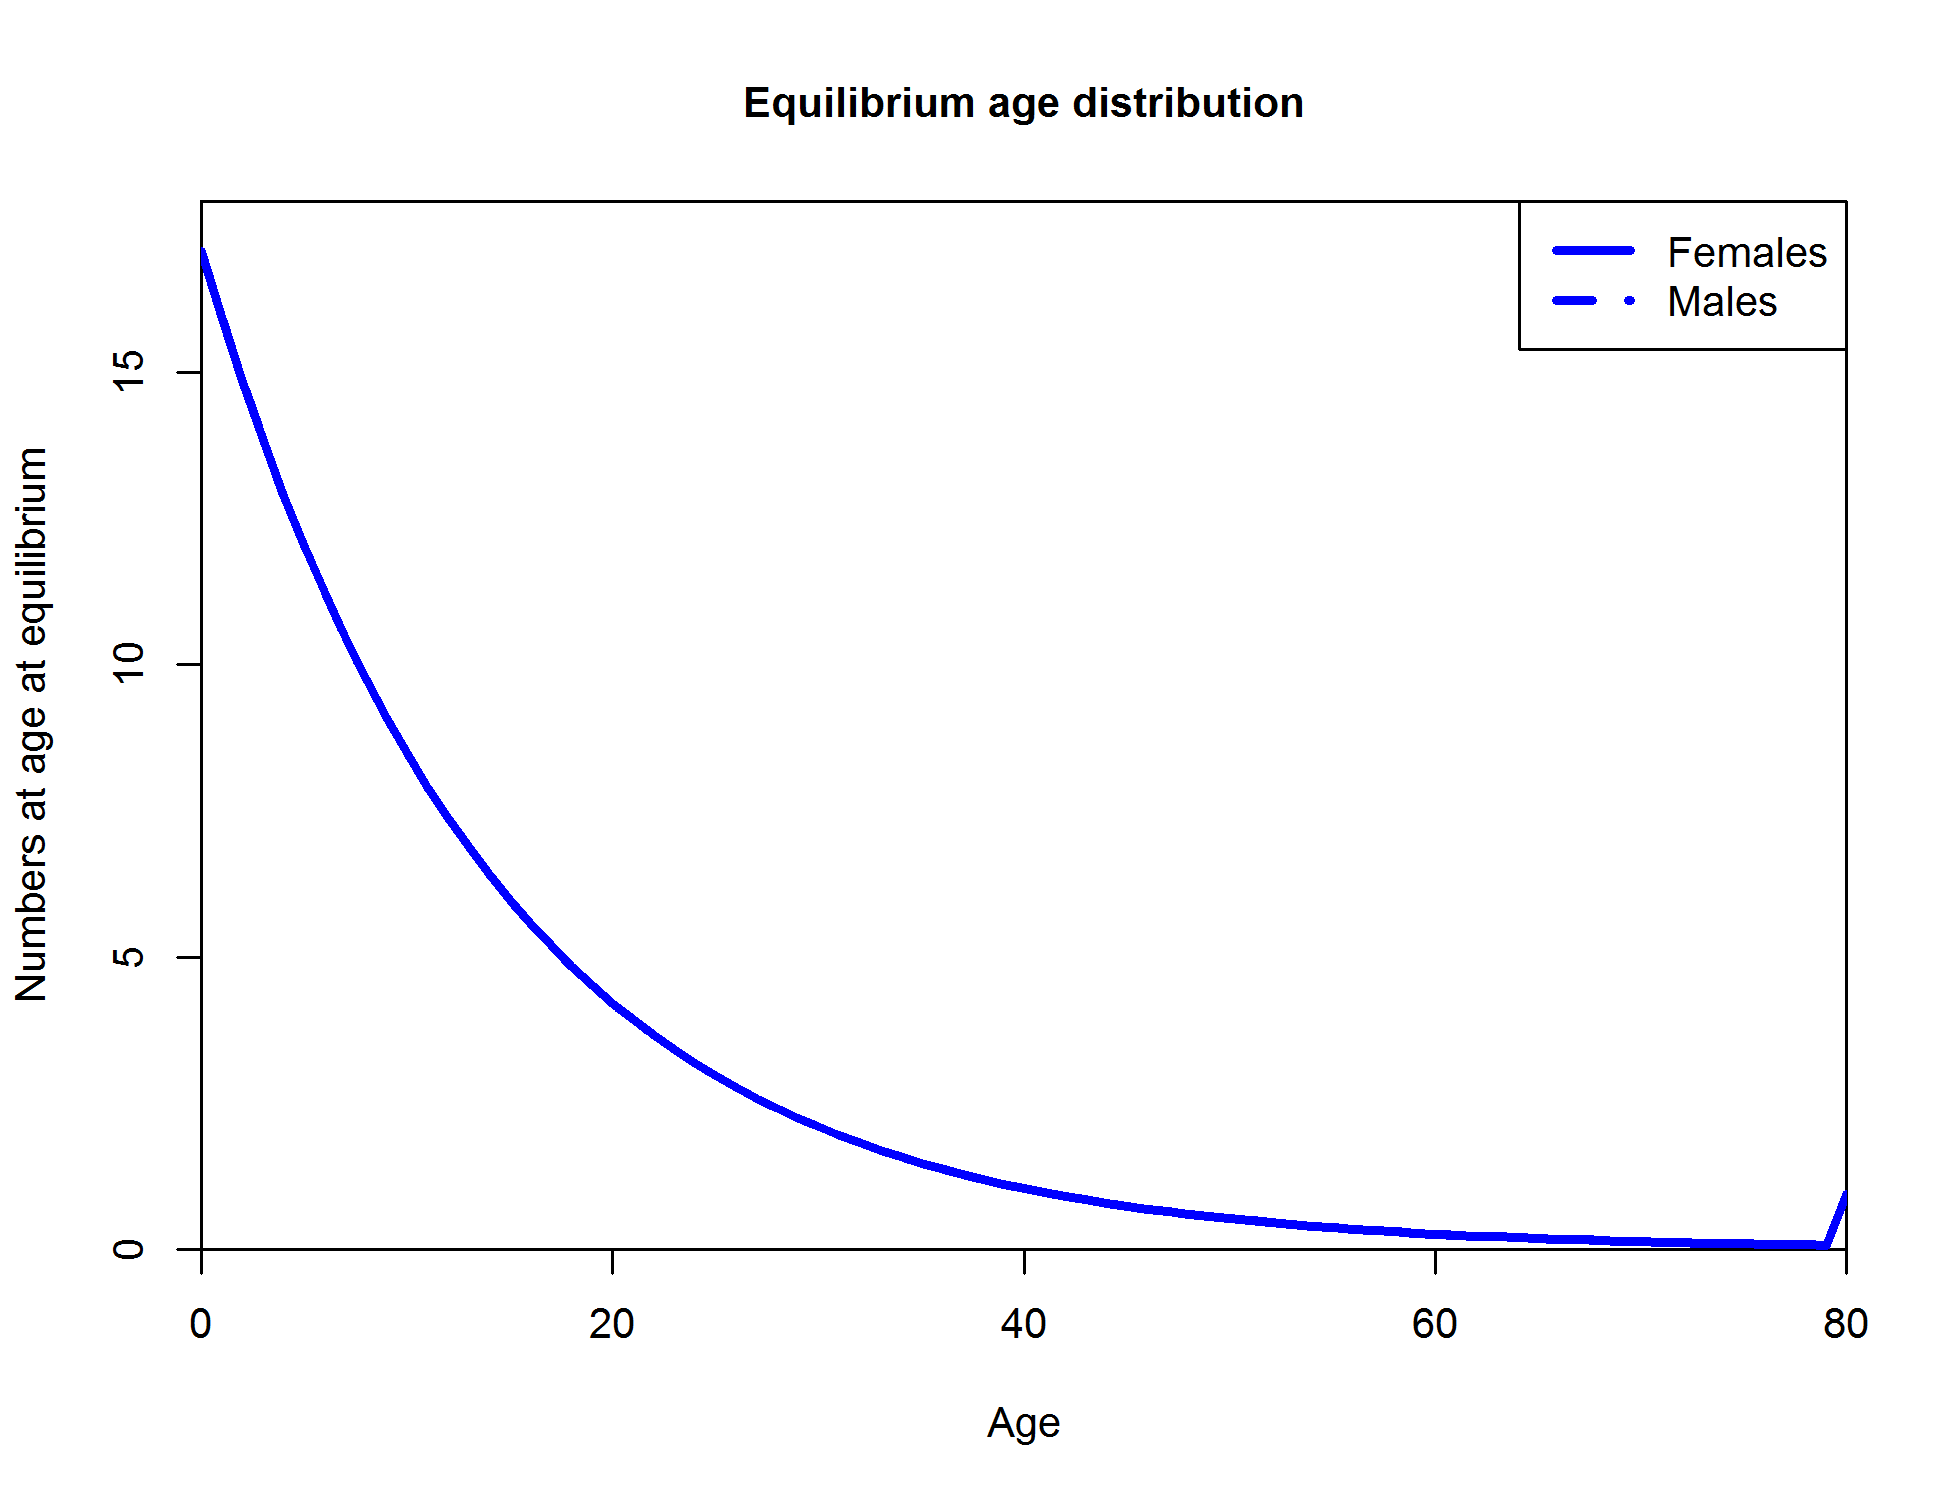 Equilibrium age distribution
Females
Males
Numbers at age at equilibrium
15
10
5
0
0 20 40 60 80
Age